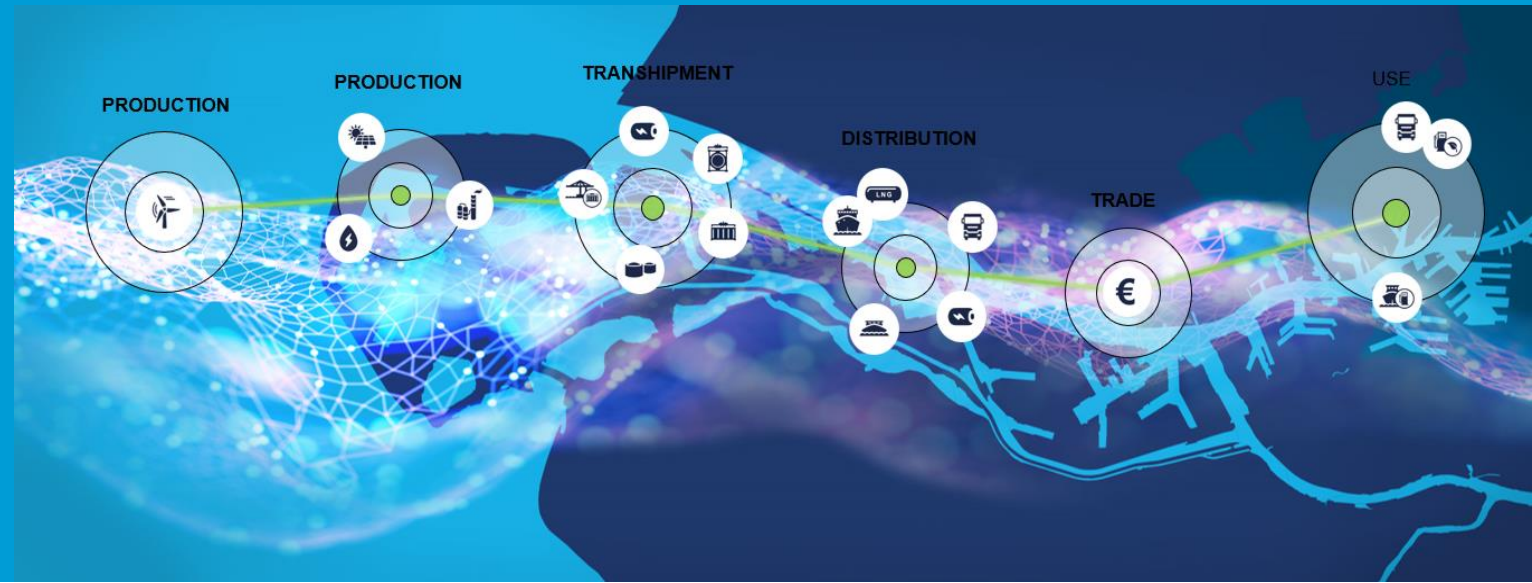 PRODUCTION
PRODUCTION
TRANSHIPMENT
DISTRIBUTION
LNG
TRADE
€
USE